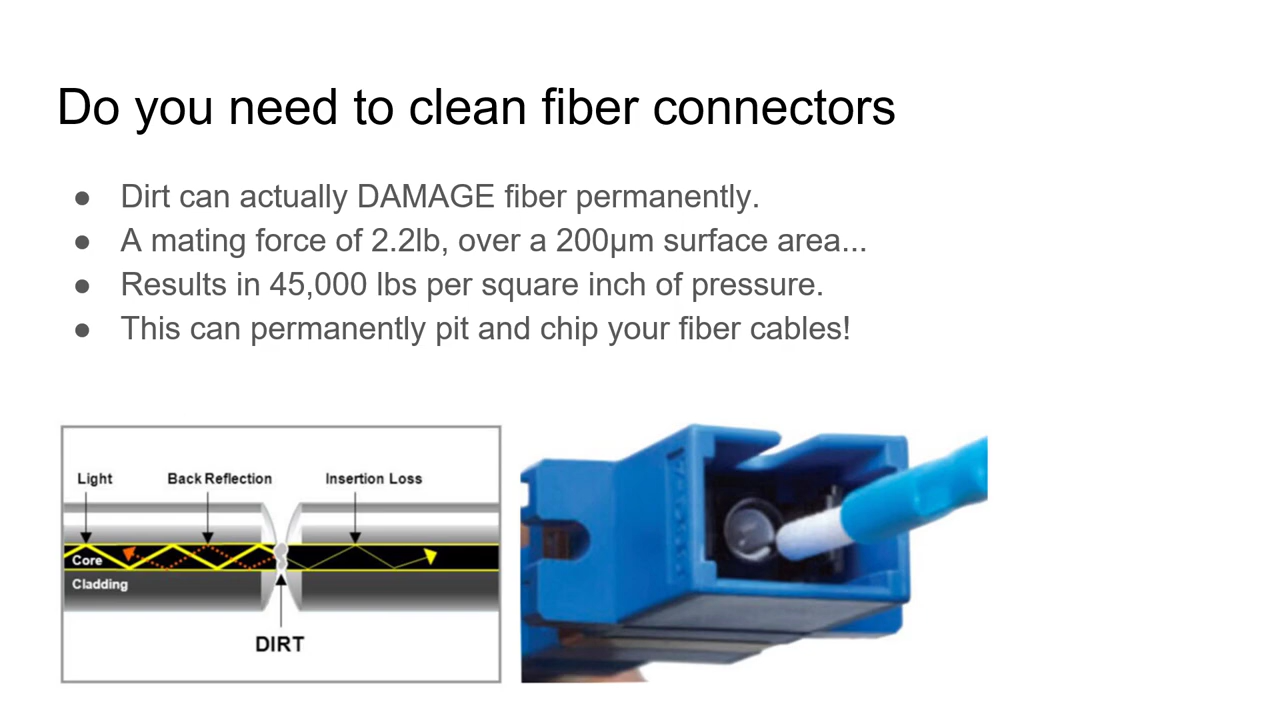 Do you need to clean fiber connectors
● Dirt can actually DAMAGE fiber permanently.
● A mating force of 2.2lb, over a 200μm surface area...
● Results in 45,000 lbs per square inch of pressure.
● This can permanently pit and chip your fiber cables!
Light Back Reflection Insertion Loss
Core
Cladding
DIRT